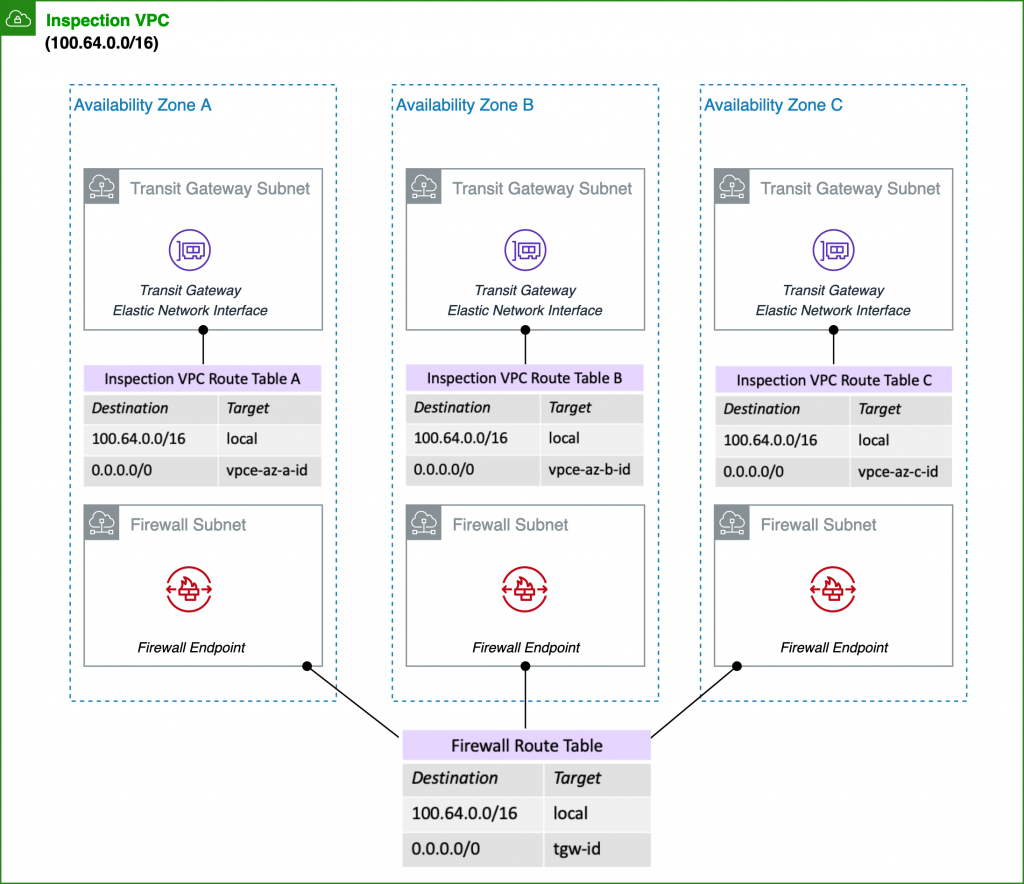 Inspection VPC
(100.64.0.0/16)
Availability Zone A
Transit Gateway Subnet
Transit Gateway
Elastic Network Interface
Inspection VPC Route Table A
Destination Target
100.64.0.0/16 local
0.0.0.0/0 vpce-az-a-id
Firewall Subnet
Firewall Endpoint
Availability Zone B
Transit Gateway Subnet
Transit Gateway
Elastic Network Interface
Inspection VPC Route Table B
Destination Target
100.64.0.0/16 local
0.0.0.0/0 vpce-az-b-id
Firewall Subnet
Firewall Endpoint
Availability Zone C
Transit Gateway Subnet
Transit Gateway
Elastic Network Interface
Inspection VPC Route Table C
Destination Target
100.64.0.0/16 local
0.0.0.0/0 vpce-az-c-id
Firewall Subnet
Firewall Endpoint
Firewall Route Table
Destination Target
100.64.0.0/16 local
0.0.0.0/0 tgw-id